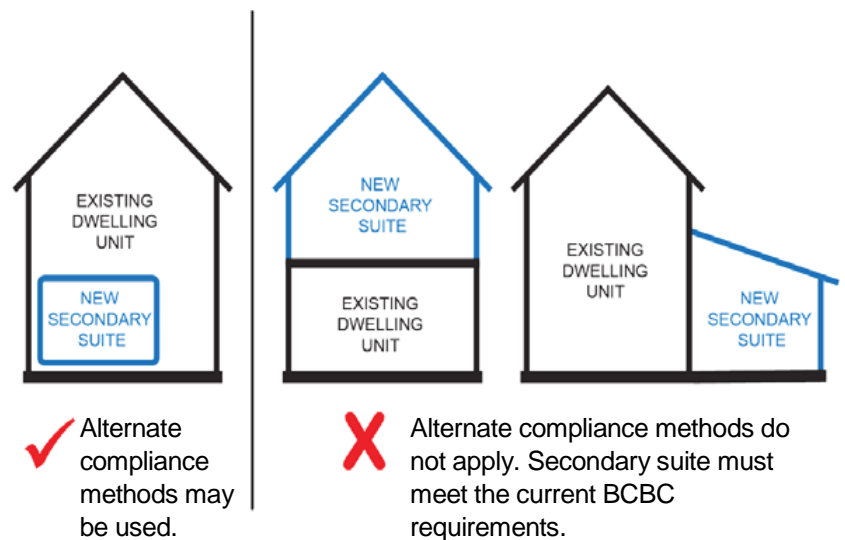 EXISTING
DWELLING
UNIT
NEW
SECONDARY
SUITE
NEW
SECONDARY
SUITE
EXISTING
DWELLING
UNIT
EXISTING
DWELLING
UNIT
NEW
SECONDARY
SUITE
Alternate
compliance
methods may
be used.
Alternate compliance methods do
not apply. Secondary suite must
meet the current BCBC
requirements.